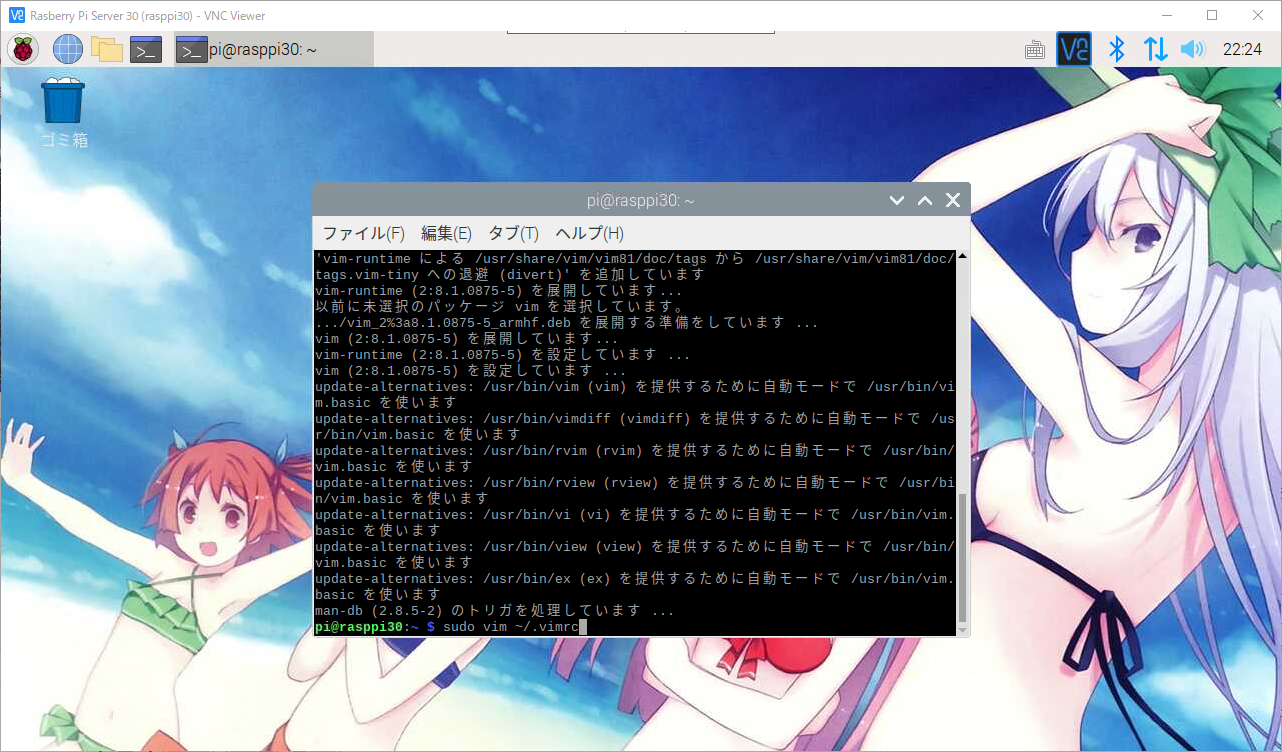 Rasberry Pi Server 30 (rasppi30) - VNC Viewer
pi@rasppi30: ~
22:24
ゴミ箱
pi@rasppi30: ~
ファイル(F) 編集(E) タブ(T) ヘルプ(H)
'vim-runtime による /usr/share/vim/vim81/doc/tags から /usr/share/vim/vim81/doc/
tags.vim-tiny への退避 (divert)' を追加しています
vim-runtime (2:8.1.0875-5) を展開しています...
以前に未選択のパッケージ vim を選択しています。
.../vim_2%3a8.1.0875-5_armhf.deb を展開する準備をしています ...
vim (2:8.1.0875-5) を展開しています...
vim-runtime (2:8.1.0875-5) を設定しています ...
vim (2:8.1.0875-5) を設定しています ...
update-alternatives: /usr/bin/vim (vim) を提供するために自動モードで /usr/bin/vi
m.basic を使います
update-alternatives: /usr/bin/vimdiff (vimdiff) を提供するために自動モードで /us
r/bin/vim.basic を使います
update-alternatives: /usr/bin/rvim (rvim) を提供するために自動モードで /usr/bin/
vim.basic を使います
update-alternatives: /usr/bin/rview (rview) を提供するために自動モードで /usr/bi
n/vim.basic を使います
update-alternatives: /usr/bin/vi (vi) を提供するために自動モードで /usr/bin/vim.
basic を使います
update-alternatives: /usr/bin/view (view) を提供するために自動モードで /usr/bin/
vim.basic を使います
update-alternatives: /usr/bin/ex (ex) を提供するために自動モードで /usr/bin/vim.
basic を使います
man-db (2.8.5-2) のトリガを処理しています ...
pi@rasppi30:~ $ sudo vim ~/.vimrc